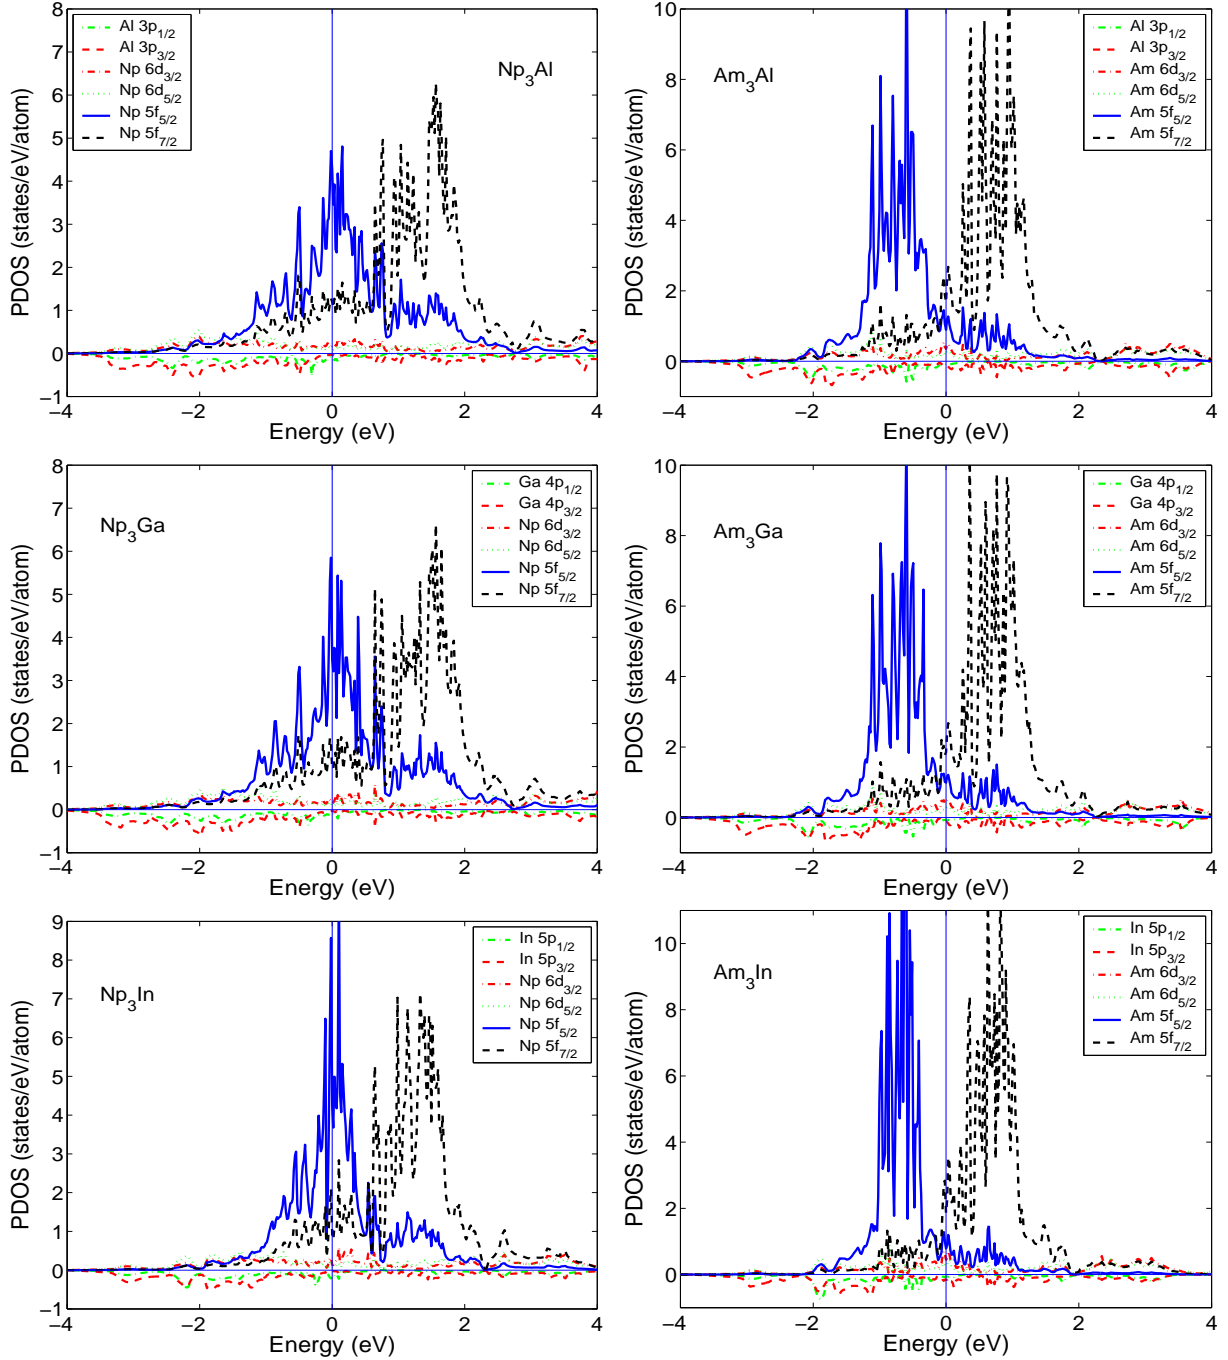 PDOS (states/eV/atom)
8
7
6
5
4
3
2
1
0
−1
Al 3p1/2
Al 3p3/2
Np 6d3/2
Np 6d5/2
Np 5f5/2
Np 5f7/2
Np3Al
−4 −2 0 2 4
Energy (eV)
PDOS (states/eV/atom)
10
8
6
4
2
0
Am3Al
Al 3p1/2
Al 3p3/2
Am 6d3/2
Am 6d5/2
Am 5f5/2
Am 5f7/2
−4 −2 0 2 4
Energy (eV)
PDOS (states/eV/atom)
8
7
6
5
4
3
2
1
0
−1
Np3Ga
Ga 4p1/2
Ga 4p3/2
Np 6d3/2
Np 6d5/2
Np 5f5/2
Np 5f7/2
−4 −2 0 2 4
Energy (eV)
PDOS (states/eV/atom)
10
8
6
4
2
0
Am3Ga
Ga 4p1/2
Ga 4p3/2
Am 6d3/2
Am 6d5/2
Am 5f5/2
Am 5f7/2
−4 −2 0 2 4
Energy (eV)
PDOS (states/eV/atom)
9
8
7
6
5
4
3
2
1
0
−1
Np3In
In 5p1/2
In 5p3/2
Np 6d3/2
Np 6d5/2
Np 5f5/2
Np 5f7/2
−4 −2 0 2 4
Energy (eV)
PDOS (states/eV/atom)
10
8
6
4
2
0
Am3In
In 5p1/2
In 5p3/2
Am 6d3/2
Am 6d5/2
Am 5f5/2
Am 5f7/2
−4 −2 0 2 4
Energy (eV)